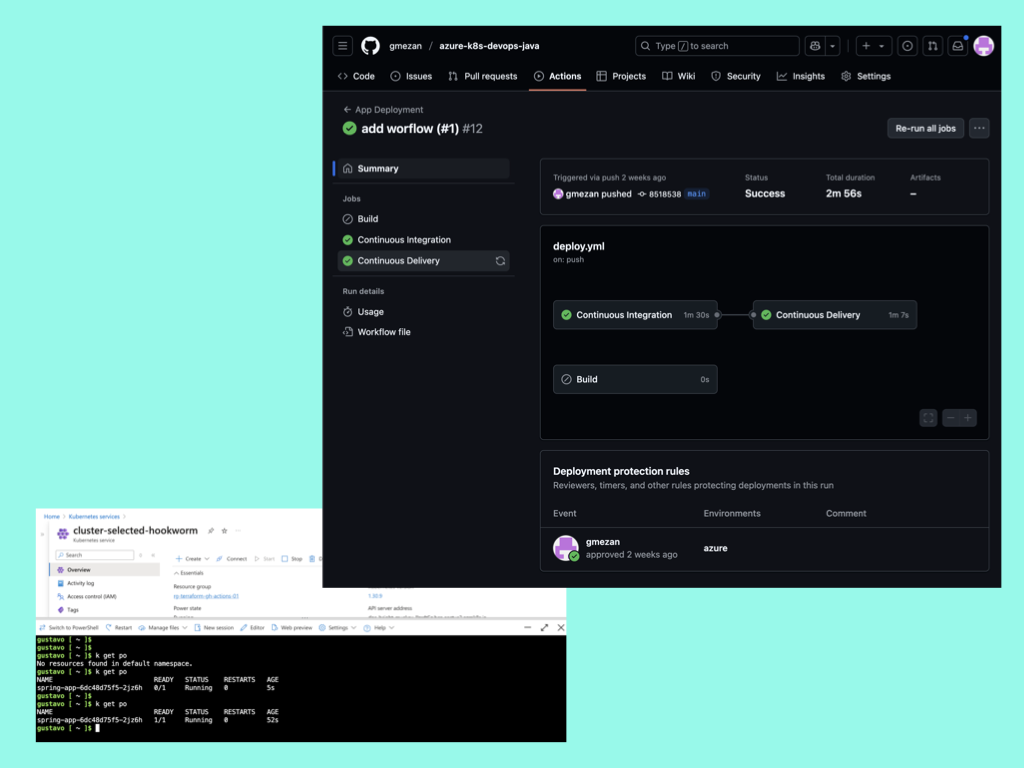 gmezan / azure-k8s-devops-java
Type / to search
Code Issues Pull requests Actions Projects Wiki Security Insights Settings
App Deployment
add worflow (#1) #12
Re-run all jobs
Summary
Jobs
Build
Continuous Integration
Continuous Delivery
Run details
Usage
Workflow file
Triggered via push 2 weeks ago
gmezan pushed 8518538 main
Status
Success
Total duration
2m 56s
Artifacts
–
deploy.yml
on: push
Continuous Integration 1m 30s
Continuous Delivery 1m 7s
Build 0s
Deployment protection rules
Reviewers, timers, and other rules protecting deployments in this run
Event Environments Comment
gmezan
approved 2 weeks ago
azure
Home > Kubernetes services >
cluster-selected-hookworm
Kubernetes service
Search
Overview
Activity log
Access control (IAM)
Tags
Create Connect Start Stop
Essentials
Resource group
rg-terraform-gh-actions-01
Power state
API server address
Switch to PowerShell Restart Manage files New session Editor Web preview Settings Help
gustavo [ ~ ]$
gustavo [ ~ ]$
gustavo [ ~ ]$ k get po
No resources found in default namespace.
gustavo [ ~ ]$ k get po
NAME READY STATUS RESTARTS AGE
spring-app-6dc48d75f5-2jz6h 0/1 Running 0 5s
gustavo [ ~ ]$
gustavo [ ~ ]$ k get po
NAME READY STATUS RESTARTS AGE
spring-app-6dc48d75f5-2jz6h 1/1 Running 0 52s
gustavo [ ~ ]$